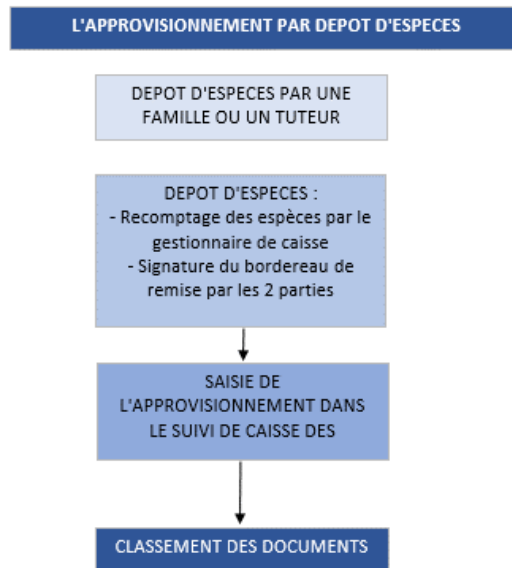 L'APPROVISIONNEMENT PAR DEPOT D'ESPECES
DEPOT D'ESPECES PAR UNE
FAMILLE OU UN TUTEUR
DEPOT D'ESPECES :
- Recomptage des espèces par le
gestionnaire de caisse
- Signature du bordereau de
remise par les 2 parties
SAISIE DE
L'APPROVISIONNEMENT DANS
LE SUIVI DE CAISSE DES
CLASSEMENT DES DOCUMENTS